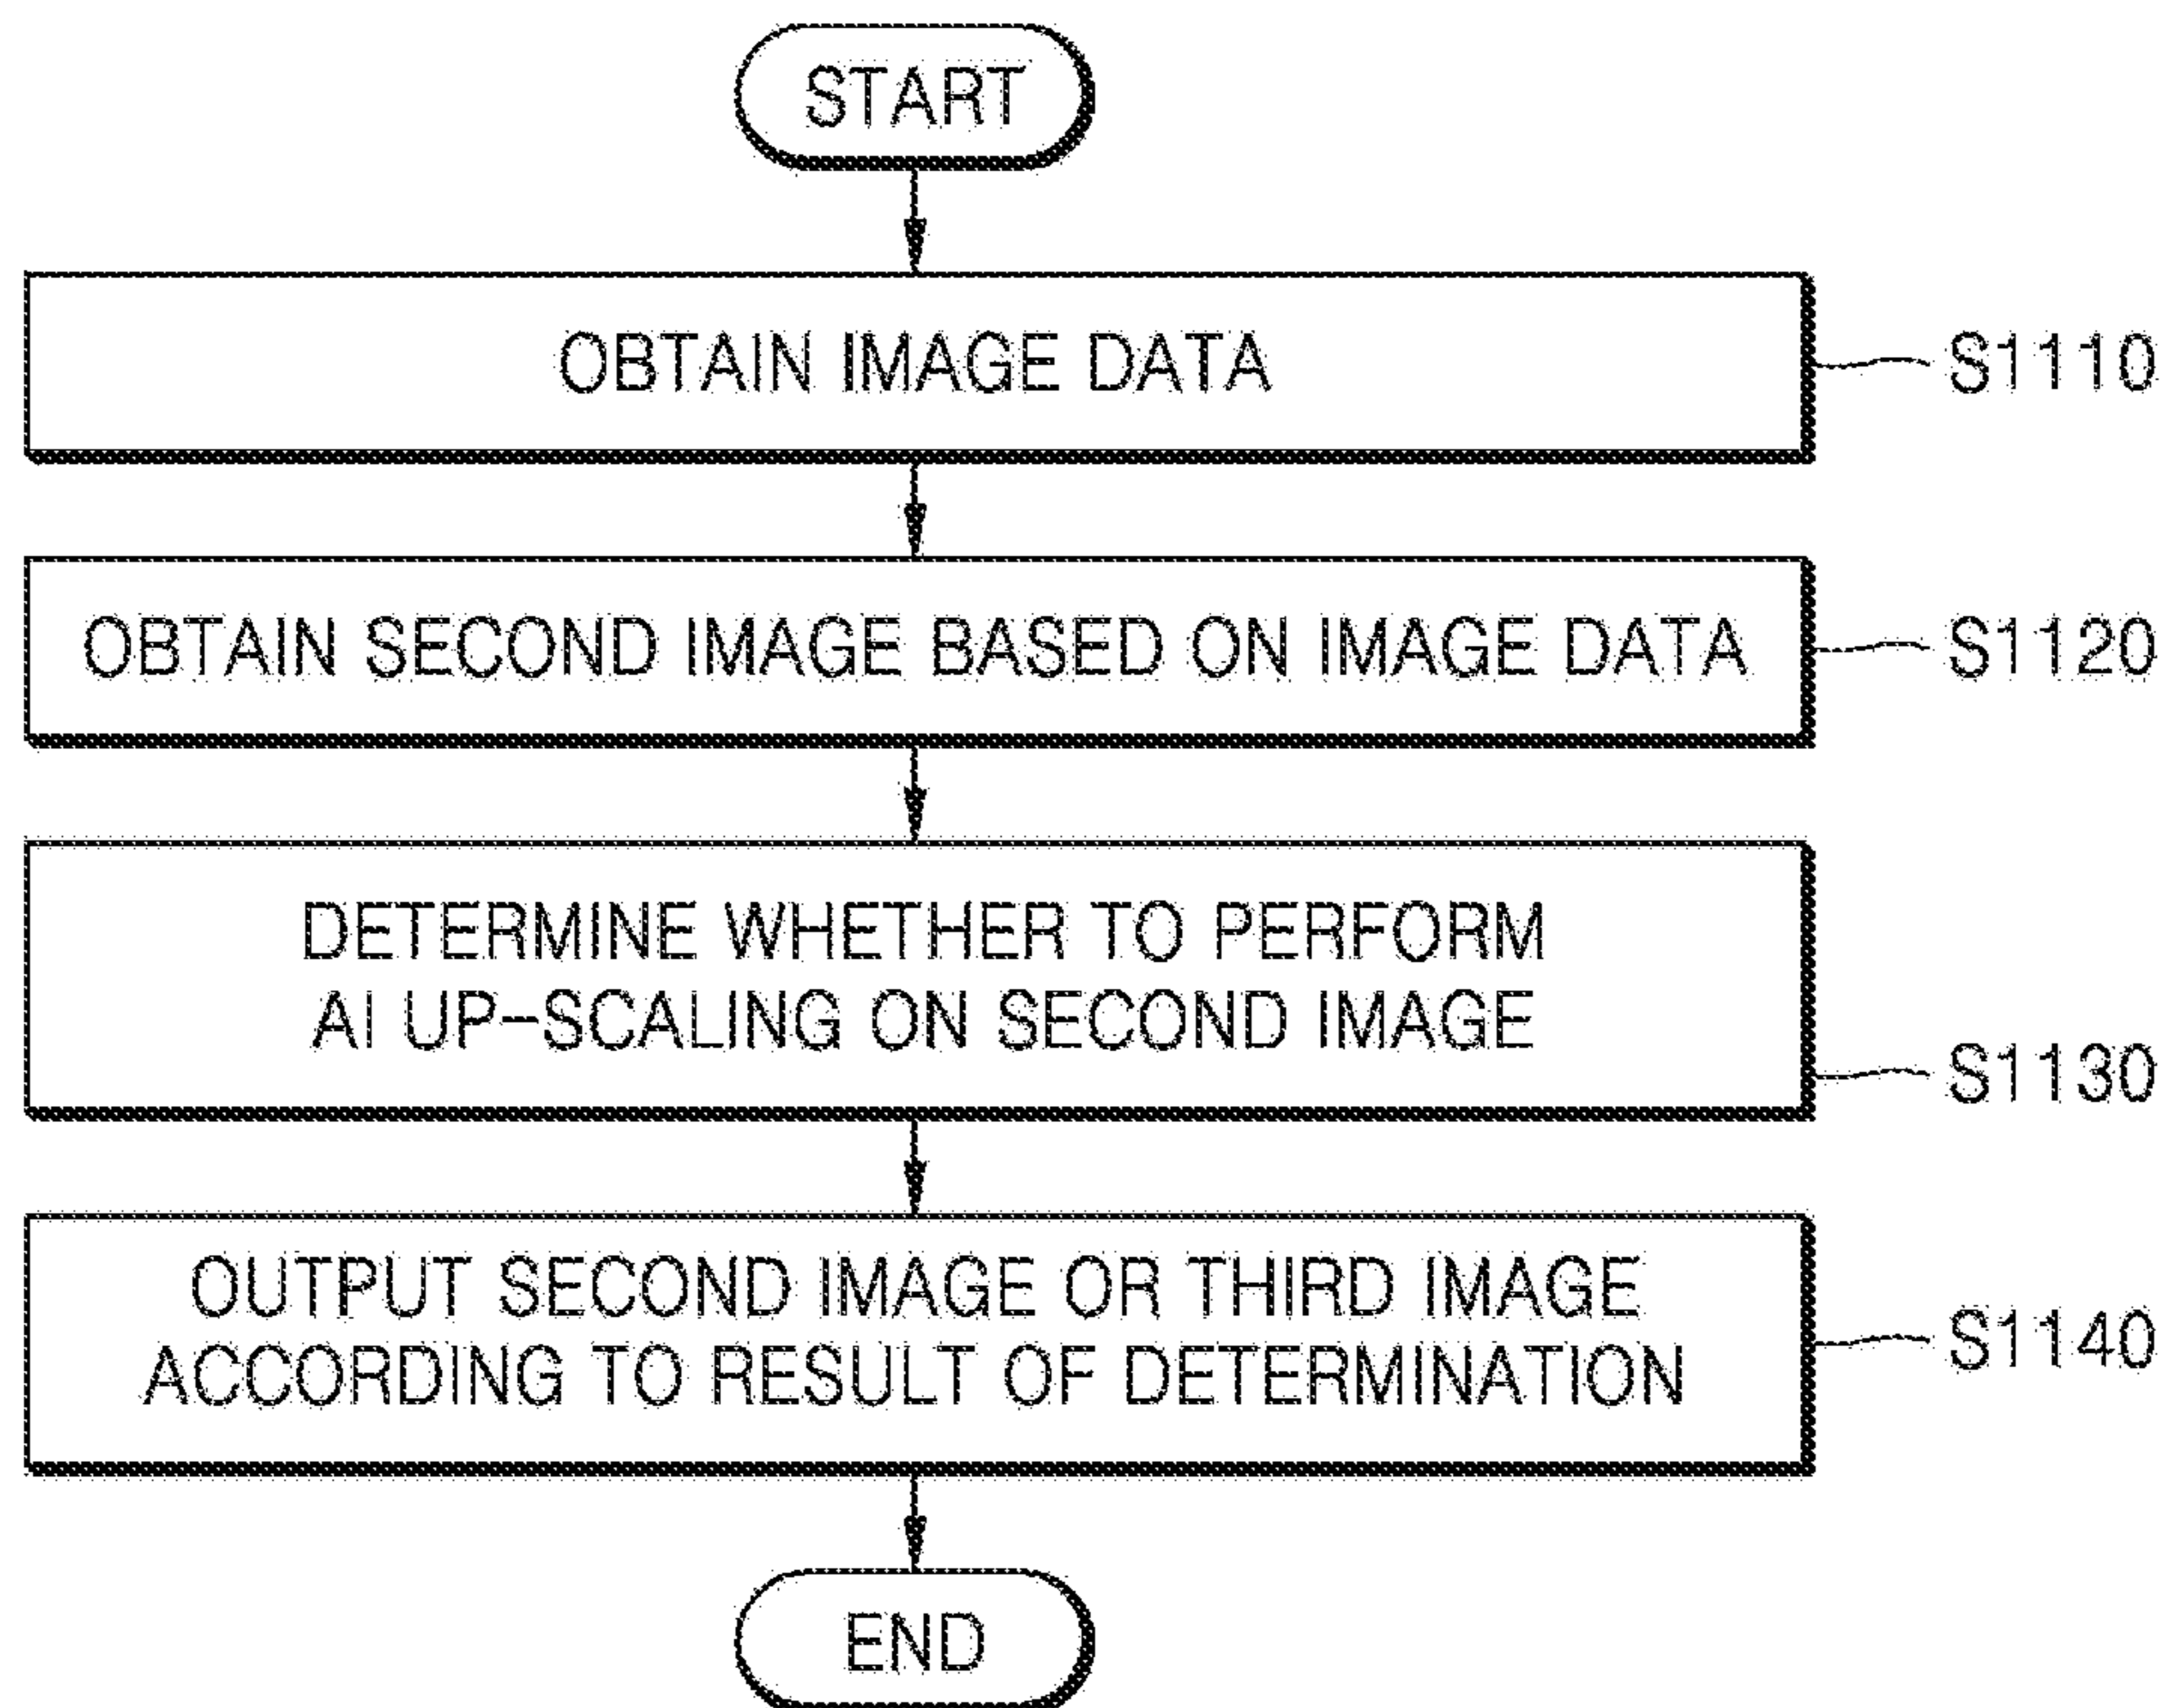 START
OBTAIN IMAGE DATA
S1110
OBTAIN SECOND IMAGE BASED ON IMAGE DATA
S1120
DETERMINE WHETHER TO PERFORM
AI UP-SCALING ON SECOND IMAGE
S1130
OUTPUT SECOND IMAGE OR THIRD IMAGE
ACCORDING TO RESULT OF DETERMINATION
S1140
END